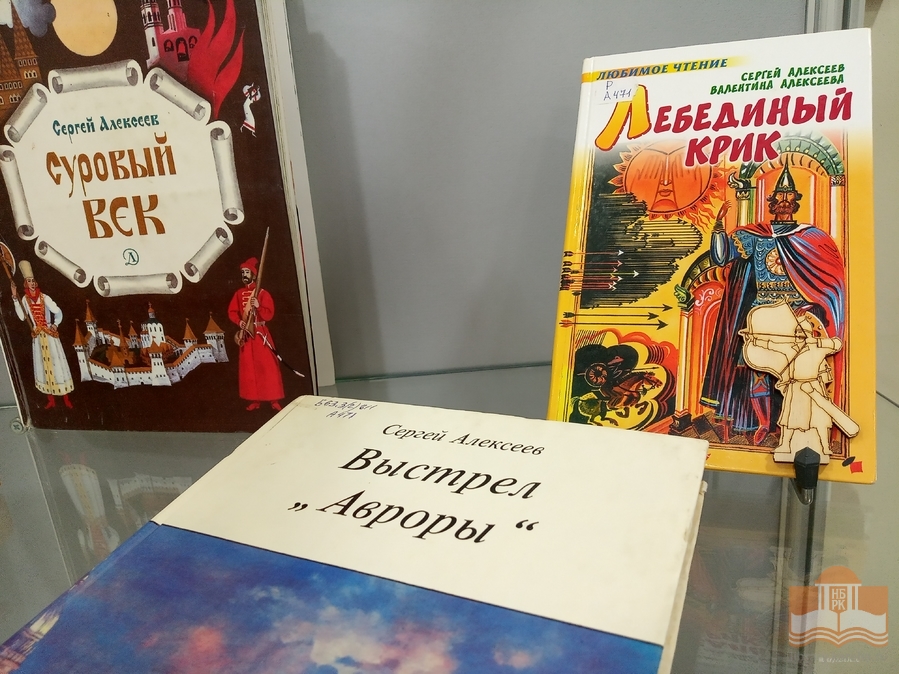 Сергей Алексеев
Суровый
век
Д
ЛЮБИМОЕ ЧТЕНИЕ
Р
А471
СЕРГЕЙ АЛЕКСЕЕВ
ВАЛЕНТИНА АЛЕКСЕЕВА
ЛЕБЕДИНЫЙ
КРИК
А471
Сергей Алексеев
Выстрел
„Авроры“
НБ
РК